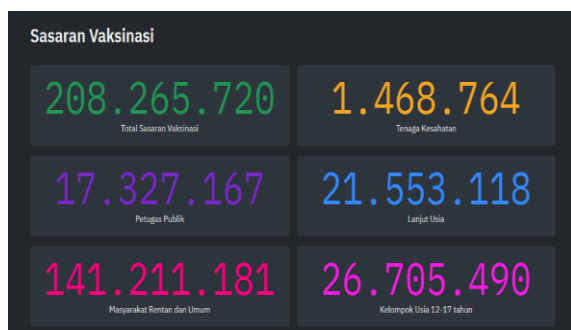 Sasaran Vaksinasi
208.265.720
Total Sasaran Vaksinasi
1.468.764
Tenaga Kesahatan
17.327.167
Petugas Publik
21.553.118
Lanjut Usia
141.211.181
Masyarakat Rentan dan Umum
26.705.490
Kelompok Usia 12-17 tahun